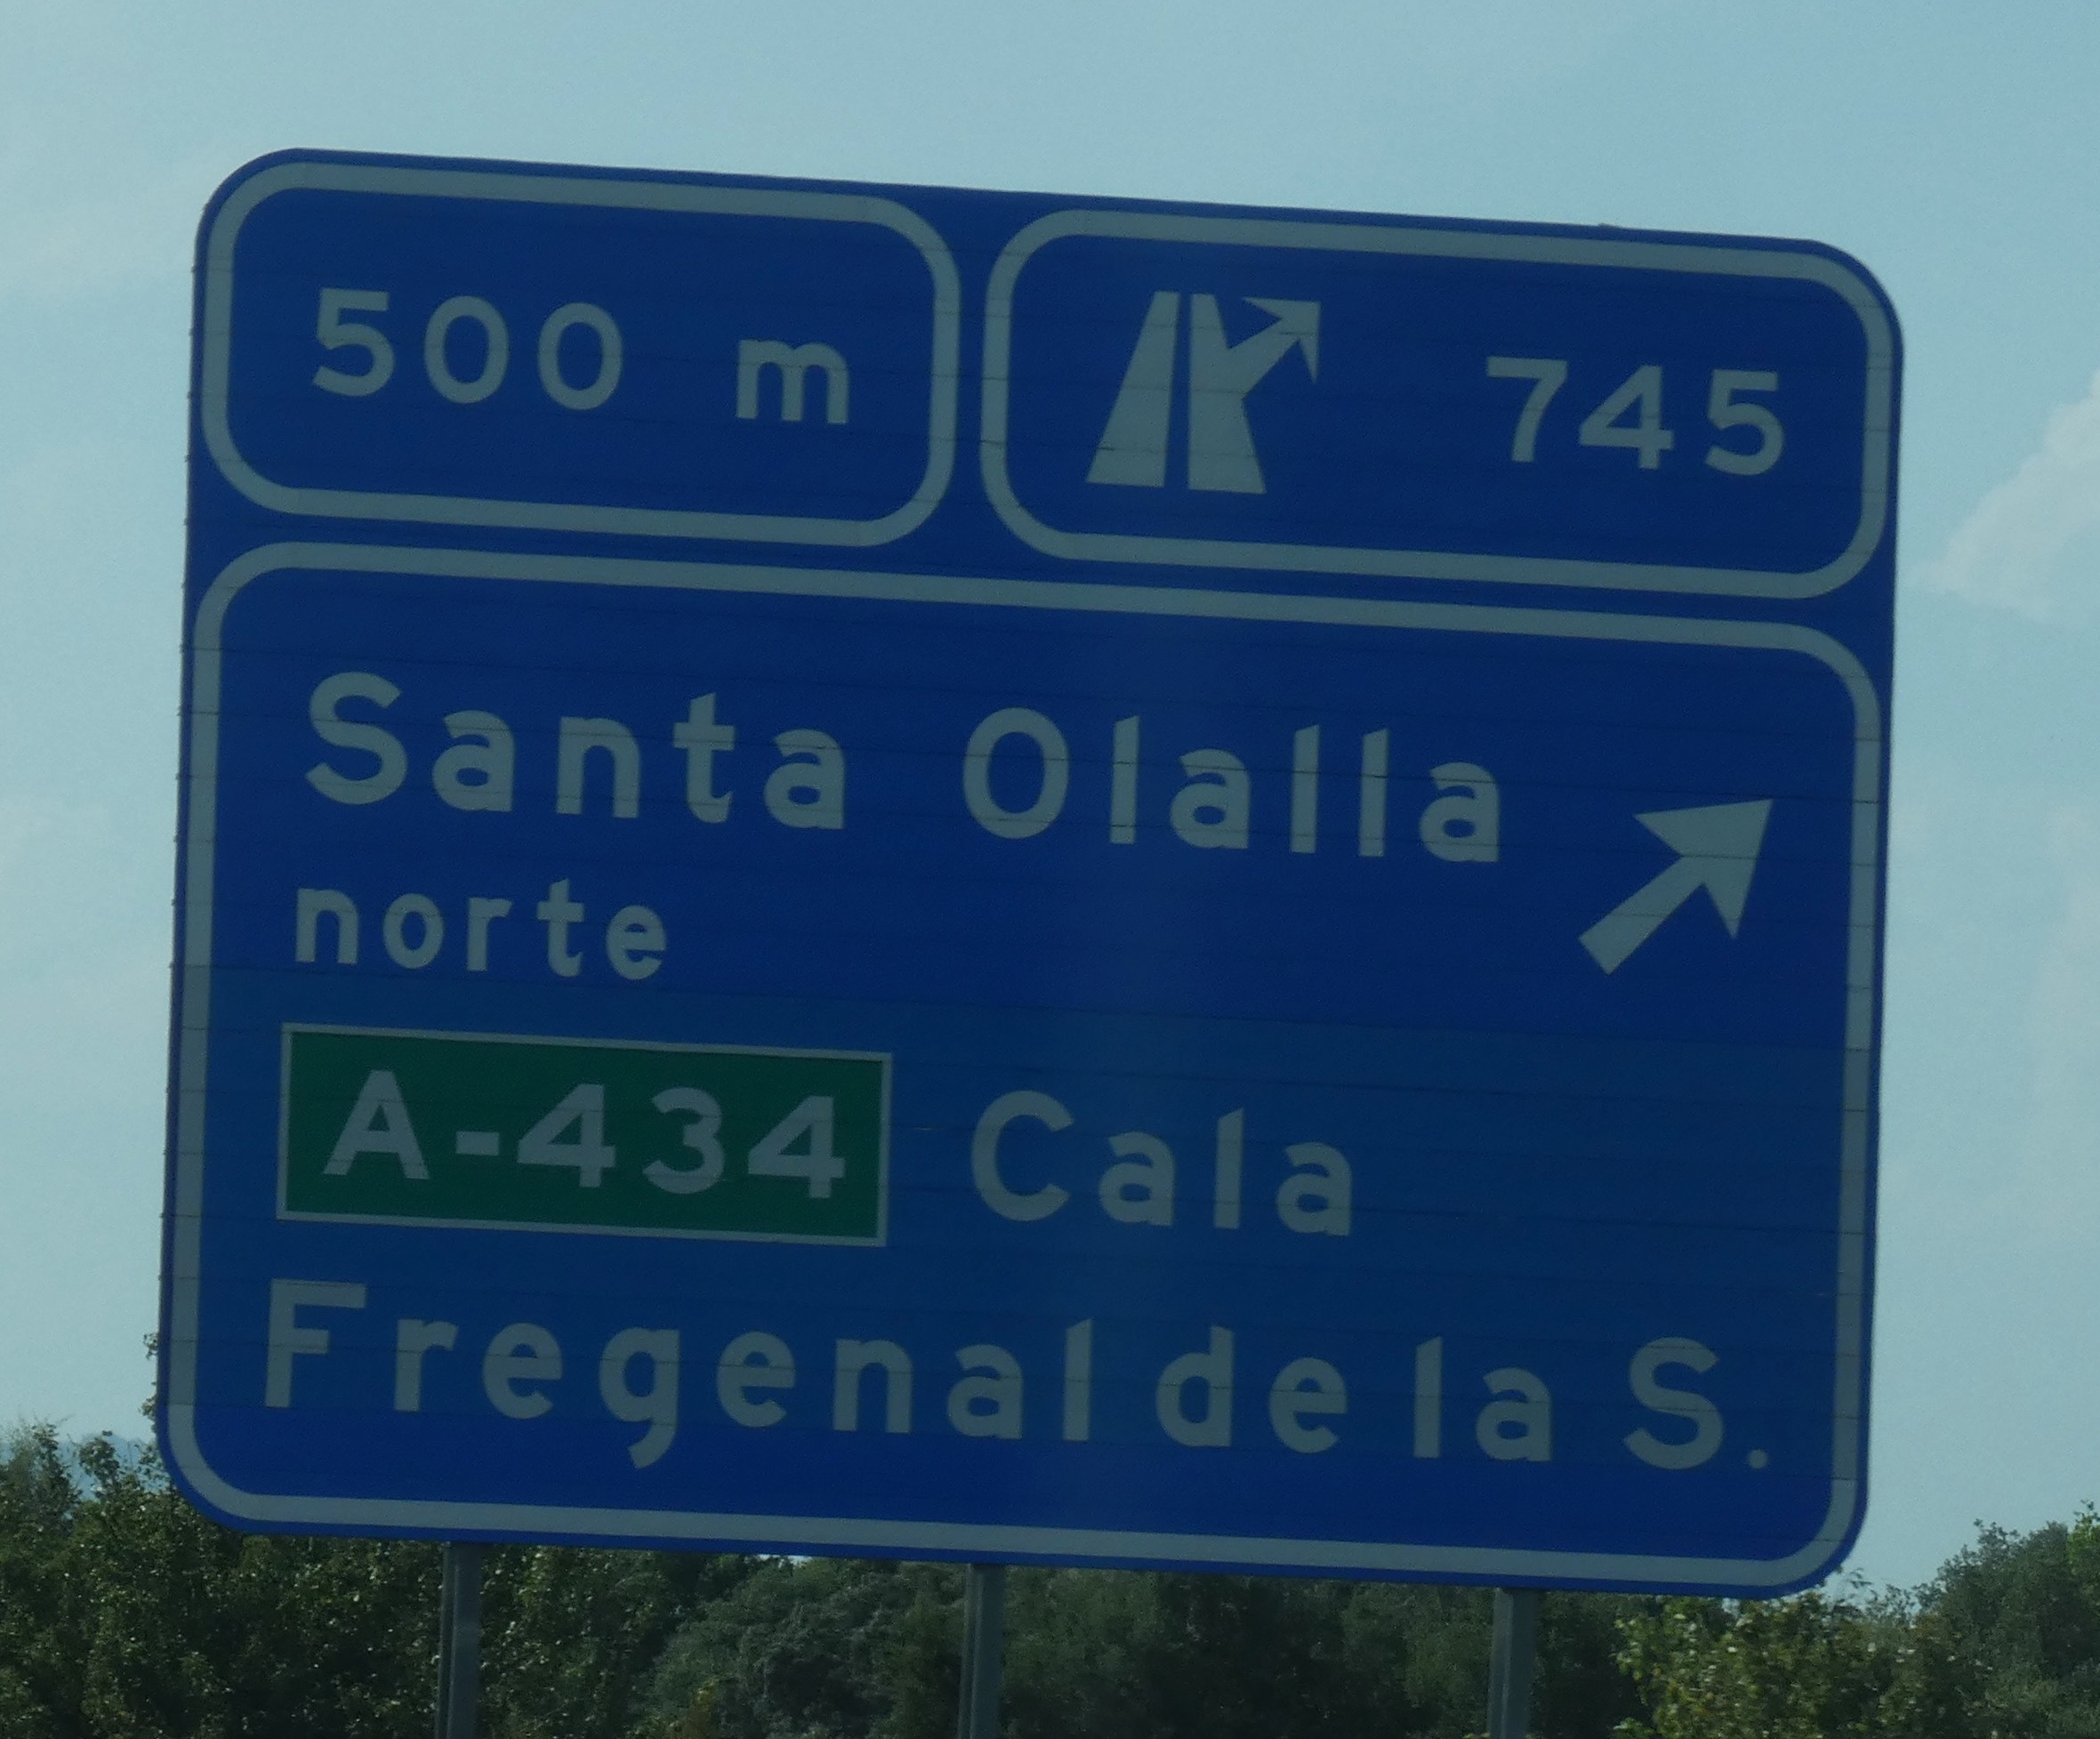 500 m
745
Santa Olalla
norte
A-434 Cala
Fregenal de la S.